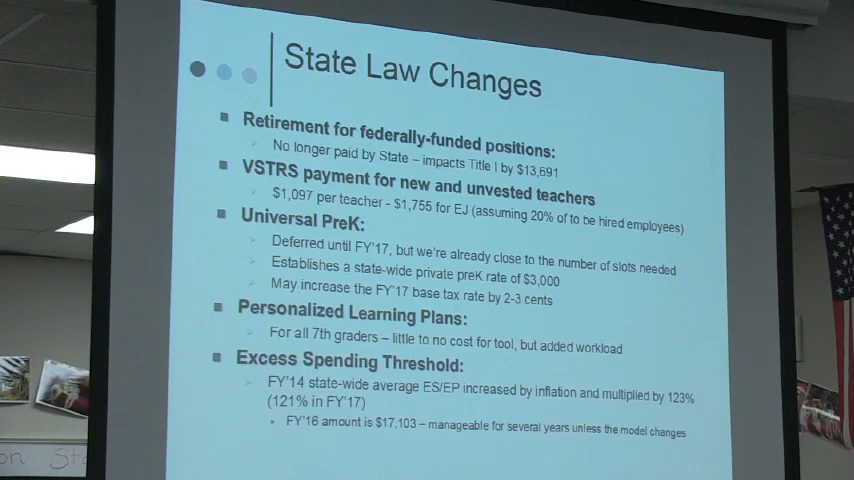 State Law Changes
Retirement for federally-funded positions:
No longer paid by State – impacts Title I by $13,691
VSTRS payment for new and unvested teachers
$1,097 per teacher - $1,755 for EJ (assuming 20% of to be hired employees)
Universal PreK:
Deferred until FY'17, but we're already close to the number of slots needed
Establishes a state-wide private preK rate of $3,000
May increase the FY'17 base tax rate by 2-3 cents
Personalized Learning Plans:
For all 7th graders – little to no cost for tool, but added workload
Excess Spending Threshold:
FY'14 state-wide average ES/EP increased by inflation and multiplied by 123%
(121% in FY'17)
FY'16 amount is $17,103 – manageable for several years unless the model changes
on